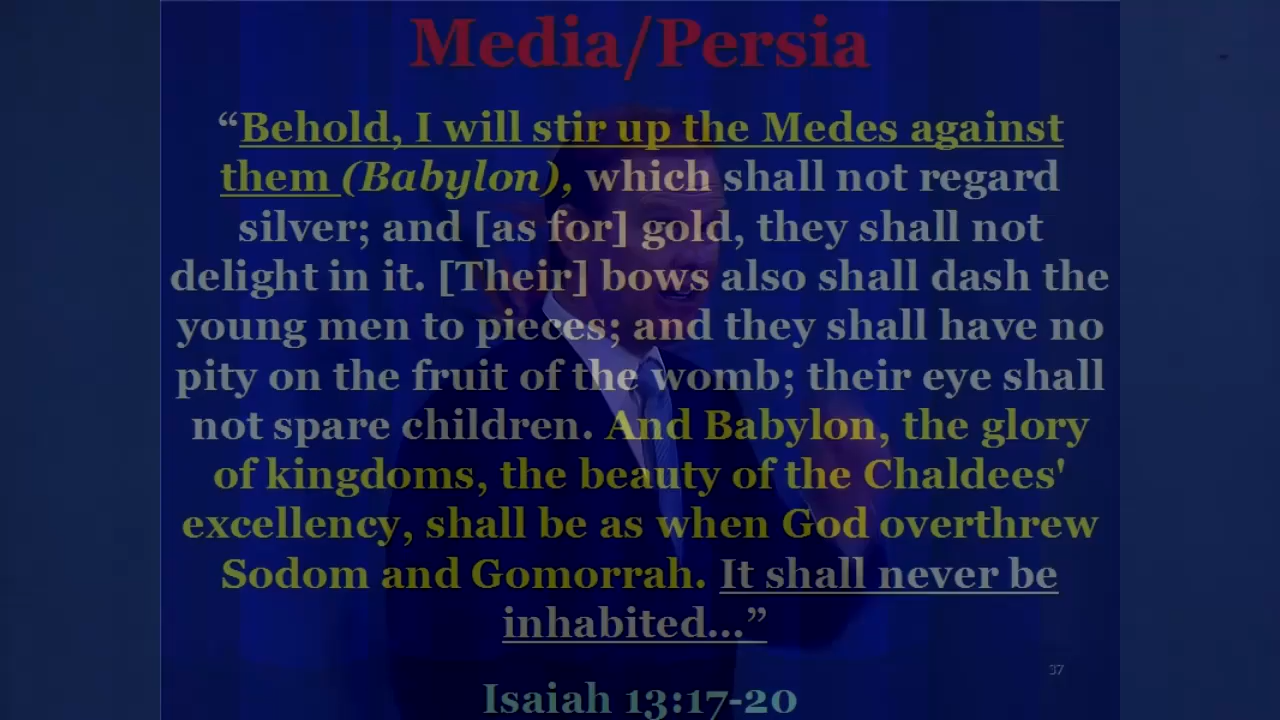 Media/Persia
“Behold, I will stir up the Medes against
them (Babylon), which shall not regard
silver; and [as for] gold, they shall not
delight in it. [Their] bows also shall dash the
young men to pieces; and they shall have no
pity on the fruit of the womb; their eye shall
not spare children. And Babylon, the glory
of kingdoms, the beauty of the Chaldees'
excellency, shall be as when God overthrew
Sodom and Gomorrah. It shall never be
inhabited...”
37
Isaiah 13:17-20